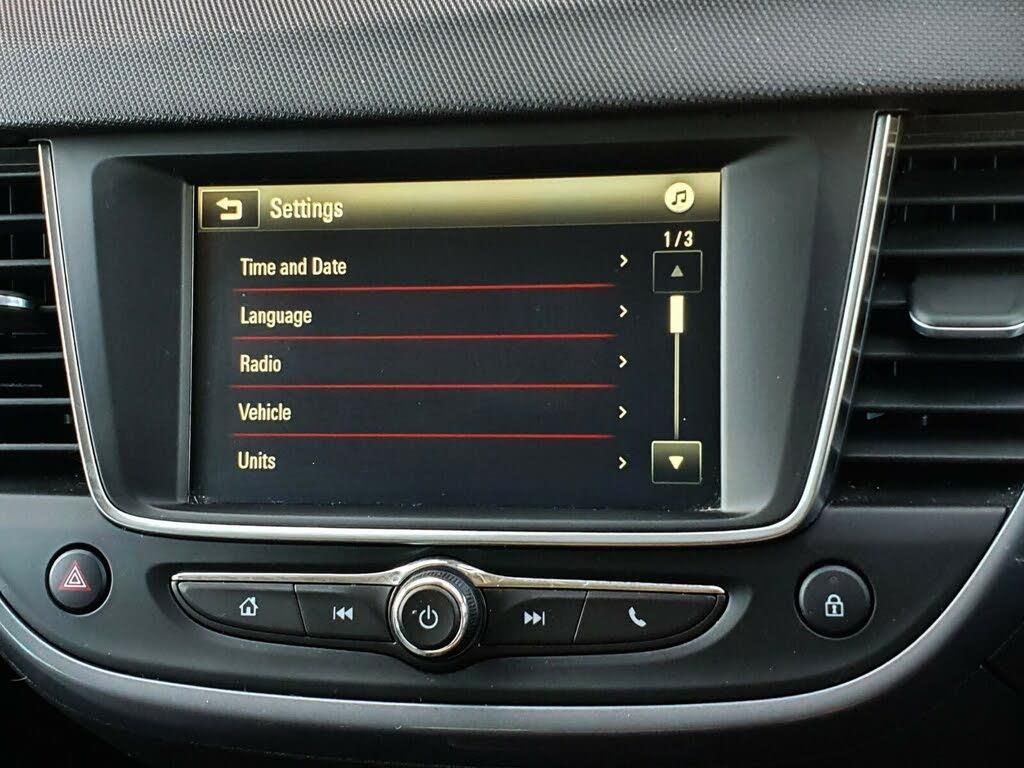 Settings
1/3
Time and Date
Language
Radio
Vehicle
Units